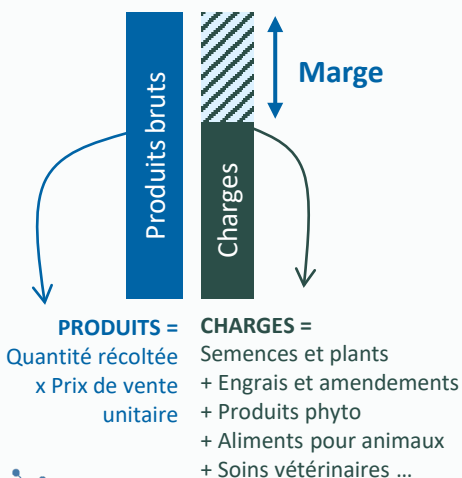 Produits bruts
Charges
Marge
PRODUITS =
Quantité récoltée
x Prix de vente
unitaire
CHARGES =
Semences et plants
+ Engrais et amendements
+ Produits phyto
+ Aliments pour animaux
+ Soins vétérinaires ...